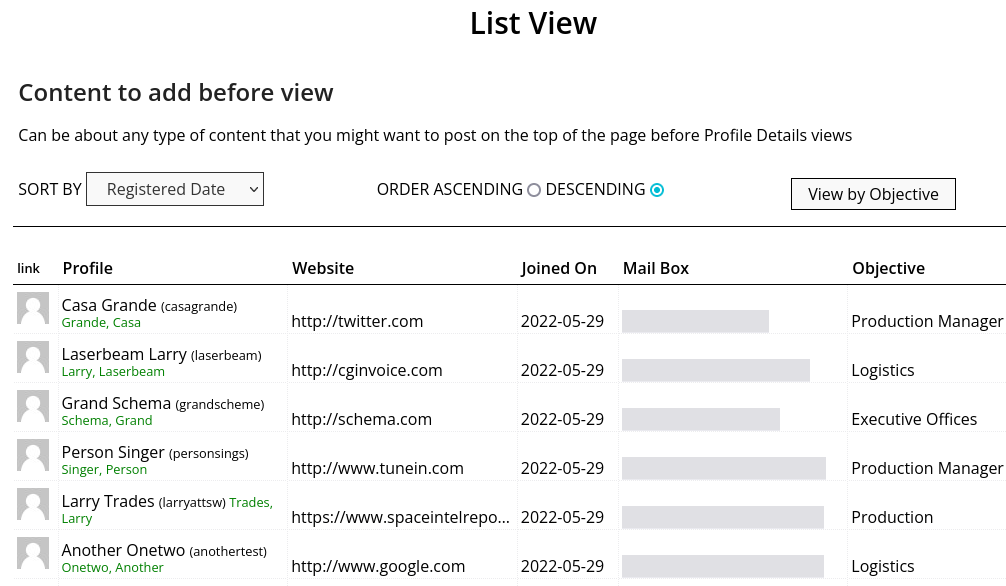 List View
Content to add before view
Can be about any type of content that you might want to post on the top of the page before Profile Details views
SORT BY Registered Date ORDER ASCENDING DESCENDING View by Objective
link Profile Website Joined On Mail Box Objective
Casa Grande (casagrande)
Grande, Casa http://twitter.com 2022-05-29 Production Manager
Laserbeam Larry (laserbeam)
Larry, Laserbeam http://cginvoice.com 2022-05-29 Logistics
Grand Schema (grandscheme)
Schema, Grand http://schema.com 2022-05-29 Executive Offices
Person Singer (personsings)
Singer, Person http://www.tunein.com 2022-05-29 Production Manager
Larry Trades (larryattsw) Trades,
Larry https://www.spaceintelrepo... 2022-05-29 Production
Another Onetwo (anothertest)
Onetwo, Another http://www.google.com 2022-05-29 Logistics